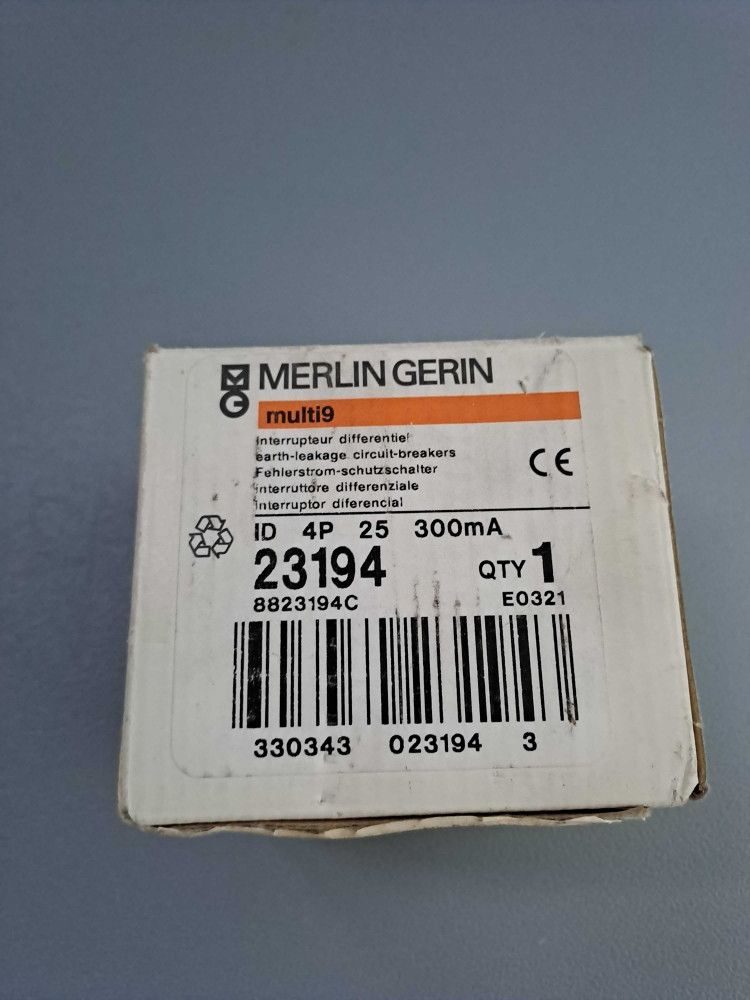 MG MERLIN GERIN
multi9
interrupteur differentiel
earth-leakage circuit-breakers
Fehlerstrom-schutzschalter
interruttore differenziale
interruptor diferencial
CE
ID 4P 25 300mA
23194 QTY 1
8823194C E0321
330343 023194 3